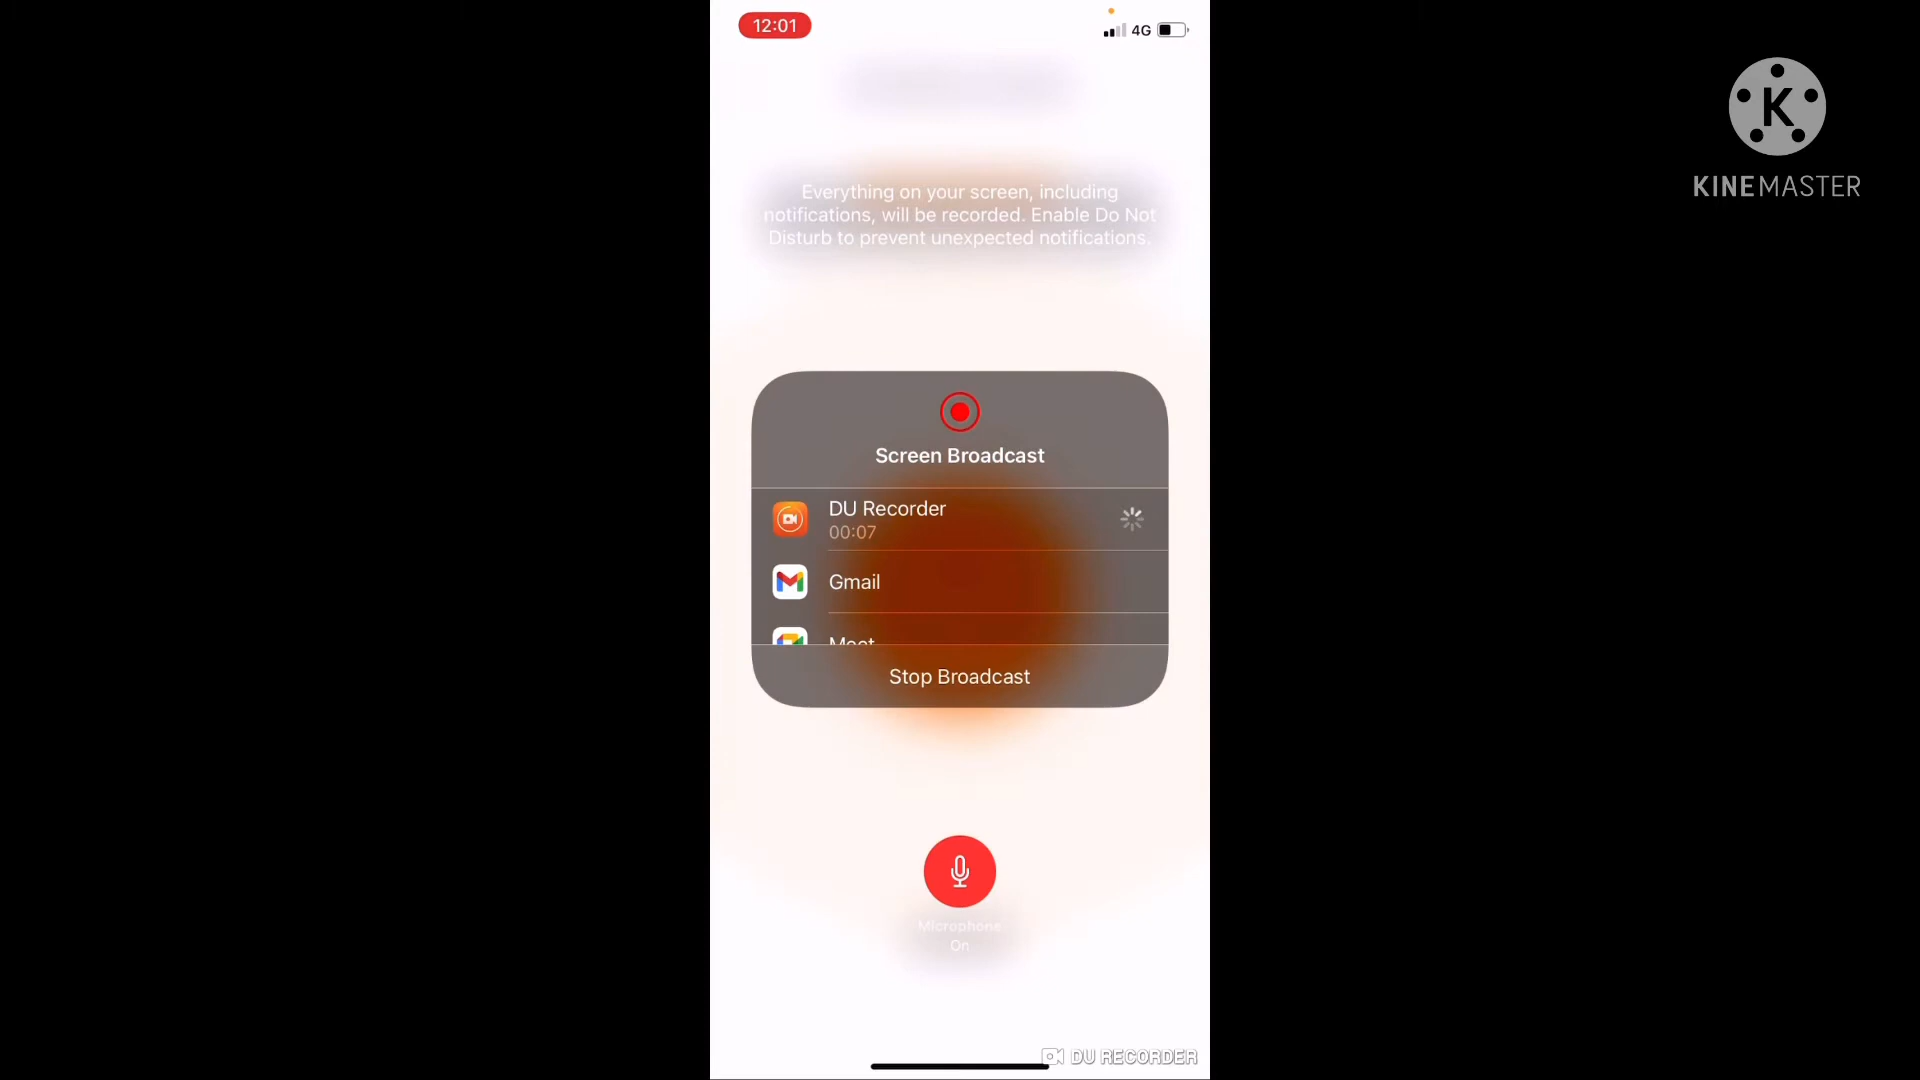 12:01
4G
K
KINEMASTER
Everything on your screen, including
notifications, will be recorded. Enable Do Not
Disturb to prevent unexpected notifications.
Screen Broadcast
DU Recorder
00:07
Gmail
Meet
Stop Broadcast
Microphone
On
DU RECORDER